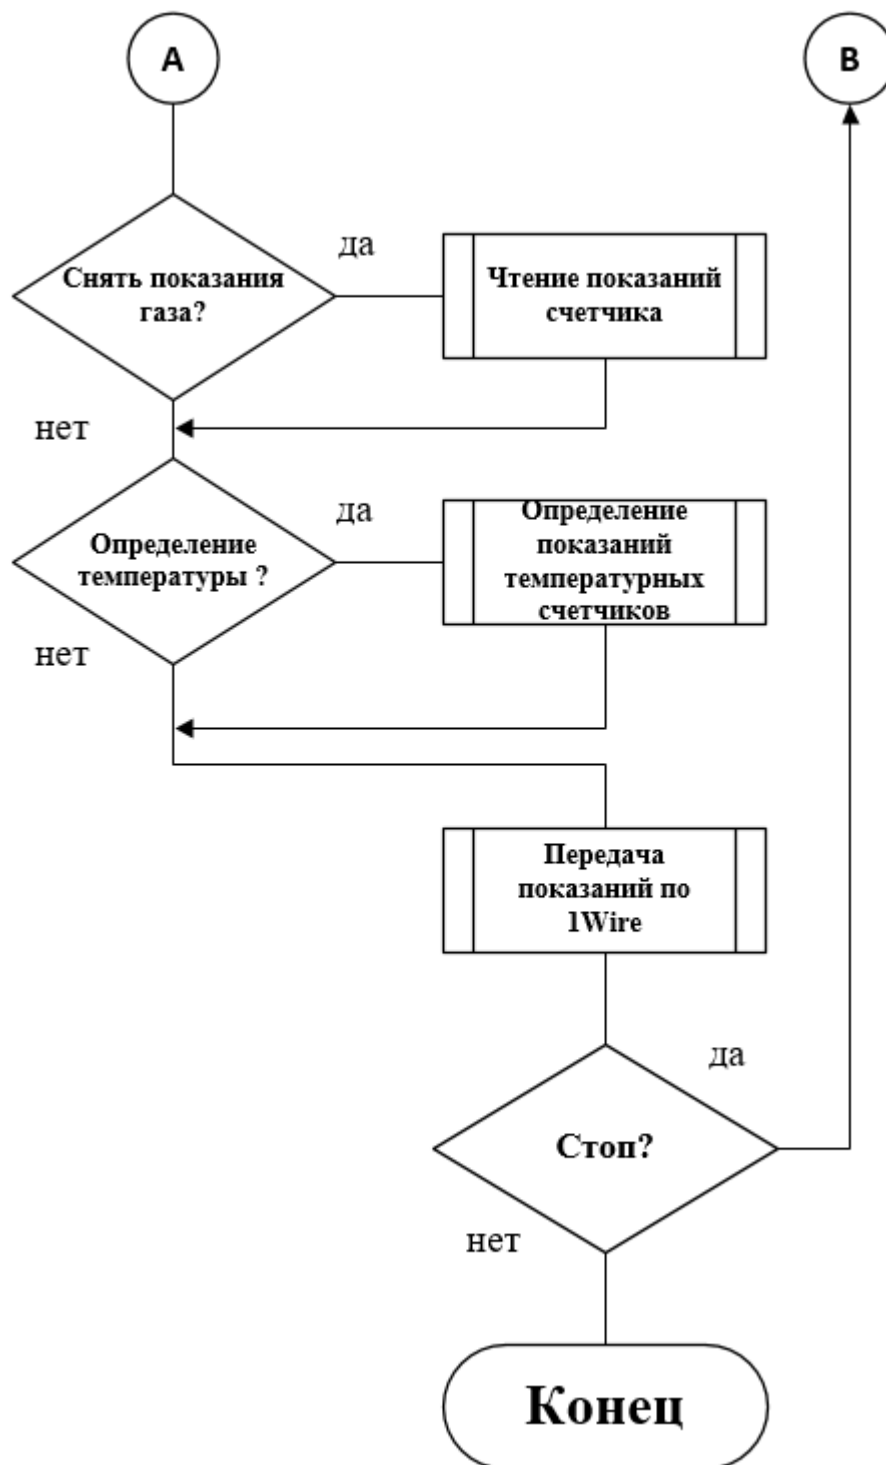 А
В
Снять показания
газа?
да
Чтение показаний
счетчика
нет
Определение
температуры ?
да
Определение
показаний
температурных
счетчиков
нет
Передача
показаний по
1Wire
Стоп?
да
нет
Конец